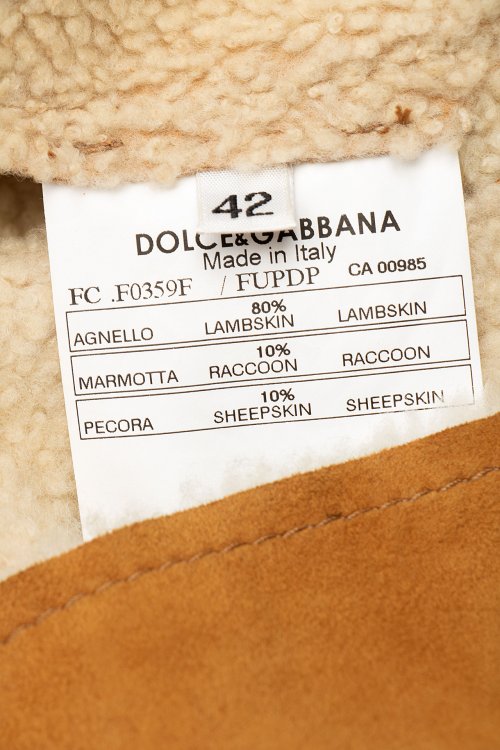 42
DOLCE&GABBANA
Made in Italy
FC .F0359F / FUPDP CA 00985
80%
AGNELLO LAMBSKIN LAMBSKIN
10%
MARMOTTA RACCOON RACCOON
10%
PECORA SHEEPSKIN SHEEPSKIN